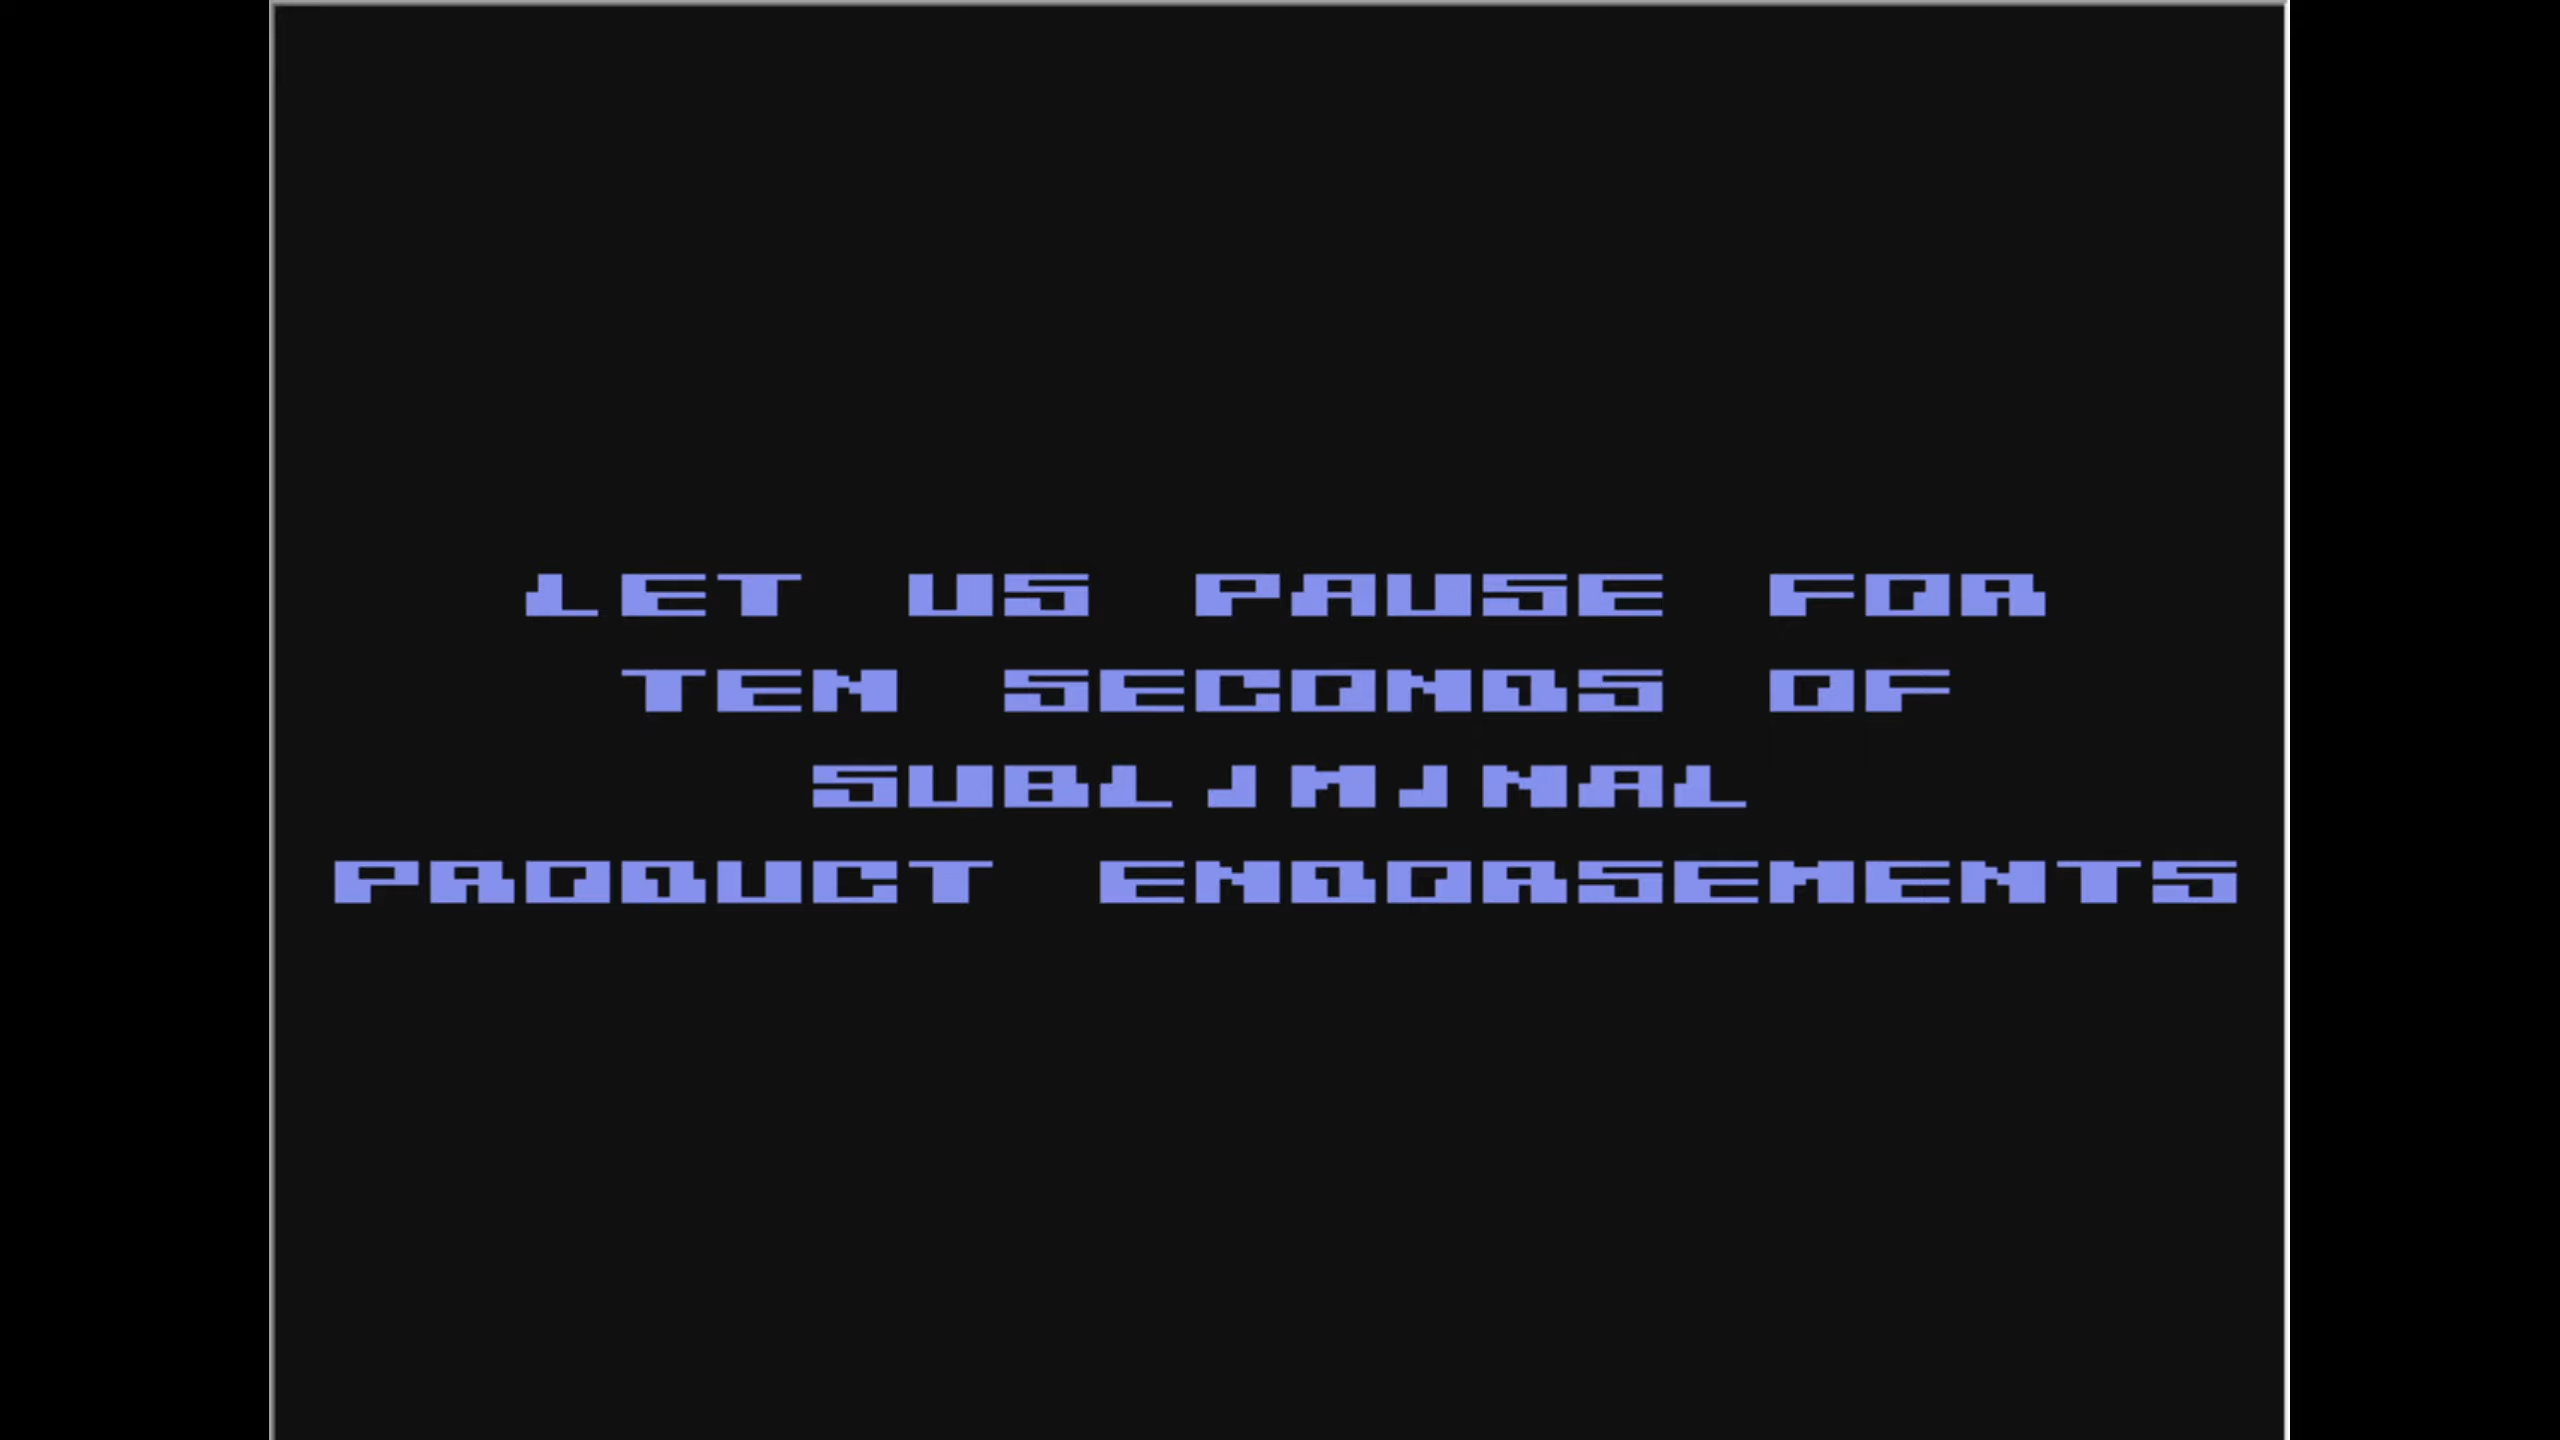 LET US PAUSE FOR
TEN SECONDS OF
SUBLIMINAL
PRODUCT ENDORSEMENTS